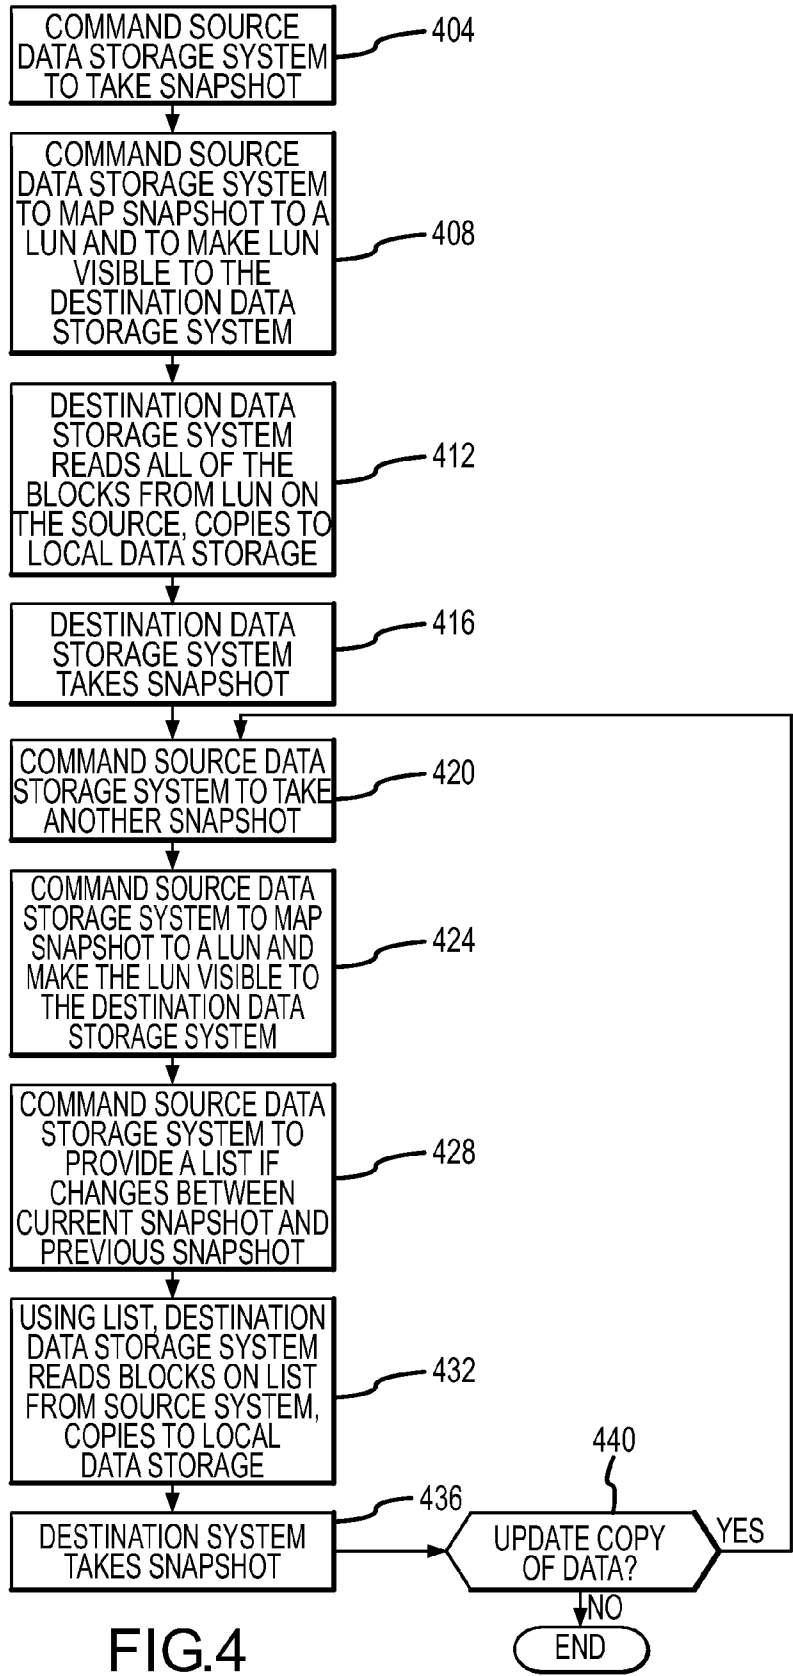 COMMAND SOURCE
DATA STORAGE SYSTEM
TO TAKE SNAPSHOT
404
COMMAND SOURCE
DATA STORAGE SYSTEM
TO MAP SNAPSHOT TO A
LUN AND TO MAKE LUN
VISIBLE TO THE
DESTINATION DATA
STORAGE SYSTEM
408
DESTINATION DATA
STORAGE SYSTEM
READS ALL OF THE
BLOCKS FROM LUN ON
THE SOURCE, COPIES TO
LOCAL DATA STORAGE
412
DESTINATION DATA
STORAGE SYSTEM
TAKES SNAPSHOT
416
COMMAND SOURCE DATA
STORAGE SYSTEM TO TAKE
ANOTHER SNAPSHOT
420
COMMAND SOURCE DATA
STORAGE SYSTEM TO MAP
SNAPSHOT TO A LUN AND
MAKE THE LUN VISIBLE TO
THE DESTINATION DATA
STORAGE SYSTEM
424
COMMAND SOURCE DATA
STORAGE SYSTEM TO
PROVIDE A LIST IF
CHANGES BETWEEN
CURRENT SNAPSHOT AND
PREVIOUS SNAPSHOT
428
USING LIST, DESTINATION
DATA STORAGE SYSTEM
READS BLOCKS ON LIST
FROM SOURCE SYSTEM,
COPIES TO LOCAL
DATA STORAGE
432
DESTINATION SYSTEM
TAKES SNAPSHOT
436
440
UPDATE COPY
OF DATA?
YES
NO
END
FIG.4